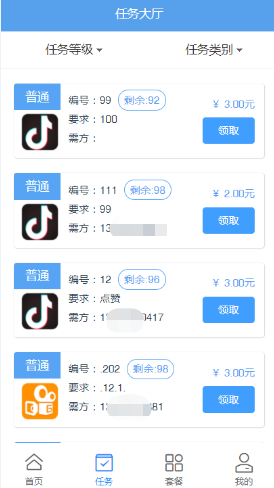 任务大厅
任务等级 任务类别
普通
编号：99 剩余:92
要求：100
需方：
¥ 3.00元
领取
普通
编号：111 剩余:98
要求：99
需方：13
¥ 2.00元
领取
普通
编号：12 剩余:96
要求：点赞
需方：1 0417
¥ 3.00元
领取
普通
编号：.202 剩余:98
要求：.12.1.
需方：13 81
¥ 3.00元
领取
首页 任务 套餐 我的